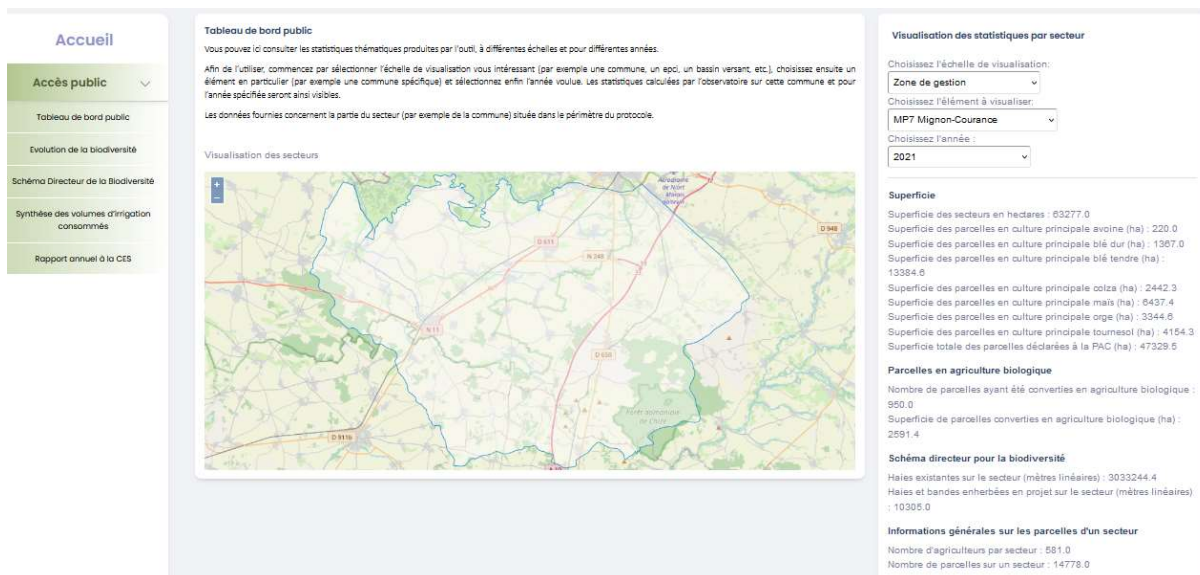 Accueil
Accès public
Tableau de bord public
Evolution de la biodiversité
Schéma Directeur de la Biodiversité
Synthèse des volumes d'irrigation
consommés
Rapport annuel à la CES
Tableau de bord public
Vous pouvez ici consulter les statistiques thématiques produites par l'outil, à différentes échelles et pour différentes années.
Afin de l'utiliser, commencez par sélectionner l'échelle de visualisation vous intéressant (par exemple une commune, un epci, un bassin versant, etc.), choisissez ensuite un
élément en particulier (par exemple une commune spécifique) et sélectionnez enfin l'année voulue. Les statistiques calculées par l'observatoire sur cette commune et pour
l'année spécifiée seront ainsi visibles.
Les données fournies concernent la partie du secteur (par exemple de la commune) située dans le périmètre du protocole.
Visualisation des secteurs
+
−
Aérodrome
de Niort
Marais
D 948
D 611
N 248
N 11
D 650
Forêt domaniale
de Chizé
D 9116
Visualisation des statistiques par secteur
Choisissez l'échelle de visualisation:
Zone de gestion
Choisissez l'élément à visualiser:
MP7 Mignon-Courance
Choisissez l'année :
2021
Superficie
Superficie des secteurs en hectares : 63277.0
Superficie des parcelles en culture principale avoine (ha) : 220.0
Superficie des parcelles en culture principale blé dur (ha) : 1367.0
Superficie des parcelles en culture principale blé tendre (ha) :
13384.6
Superficie des parcelles en culture principale colza (ha) : 2442.3
Superficie des parcelles en culture principale maïs (ha) : 6437.4
Superficie des parcelles en culture principale orge (ha) : 3344.6
Superficie des parcelles en culture principale tournesol (ha) : 4154.3
Superficie totale des parcelles déclarées à la PAC (ha) : 47329.5
Parcelles en agriculture biologique
Nombre de parcelles ayant été converties en agriculture biologique :
950.0
Superficie de parcelles converties en agriculture biologique (ha) :
2591.4
Schéma directeur pour la biodiversité
Haies existantes sur le secteur (mètres linéaires) : 3033244.4
Haies et bandes enherbées en projet sur le secteur (mètres linéaires)
: 10305.0
Informations générales sur les parcelles d'un secteur
Nombre d'agriculteurs par secteur : 581.0
Nombre de parcelles sur un secteur : 14778.0